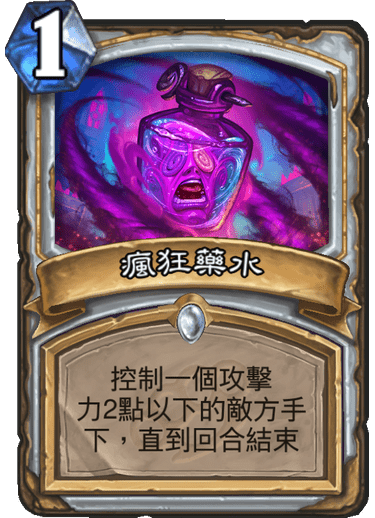 1
瘋狂藥水
控制一個攻擊
力2點以下的敵方手
下，直到回合結束